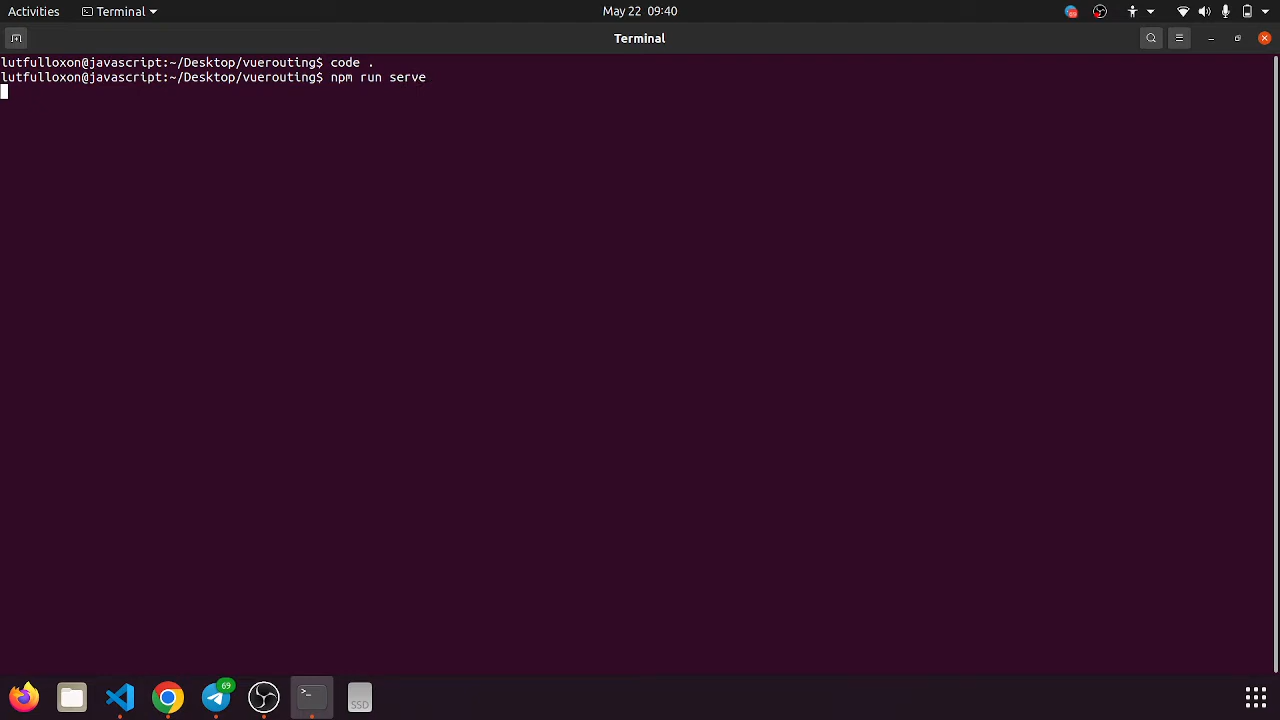 Activities Terminal May 22 09:40
Terminal
lutfulloxon@javascript:~/Desktop/vuerouting$ code .
lutfulloxon@javascript:~/Desktop/vuerouting$ npm run serve
69
>_
SSD